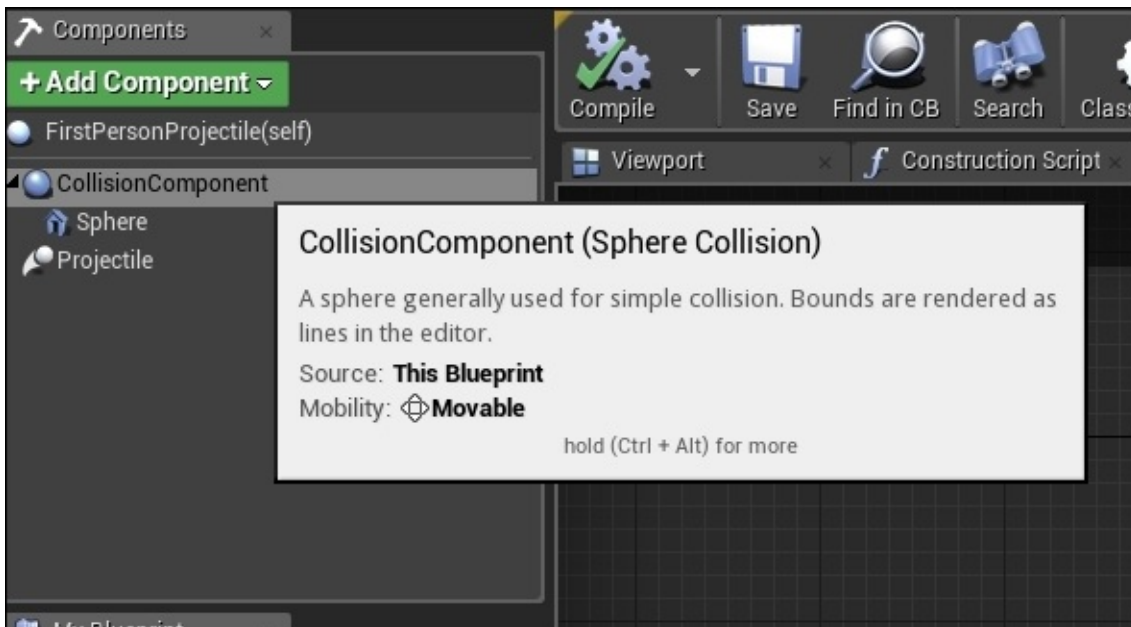 Components
+ Add Component
FirstPersonProjectile(self)
CollisionComponent
Sphere
Projectile
Compile
Save
Find in CB
Search
Viewport
Construction Script
CollisionComponent (Sphere Collision)
A sphere generally used for simple collision. Bounds are rendered as
lines in the editor.
Source: This Blueprint
Mobility: Movable
hold (Ctrl + Alt) for more